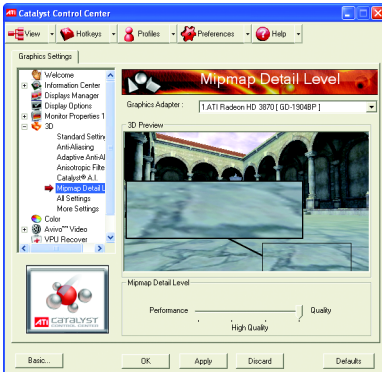 ATI Catalyst Control Center
View Hotkeys Profiles Preferences Help
Graphics Settings
Welcome
Information Center
Displays Manager
Display Options
Monitor Properties 1
3D
Standard Setting
Anti-Aliasing
Adaptive Anti-Al
Anisotropic Filte
Catalyst® A.I.
Mipmap Detail L
All Settings
More Settings
Color
Avivo™ Video
VPU Recover
ATI CATALYST
CONTROL CENTER
Mipmap Detail Level
Graphics Adapter : 1.ATI Radeon HD 3870 [ GD-1904BP ]
3D Preview
Mipmap Detail Level
Performance Quality
High Quality
Basic... OK Apply Discard Defaults